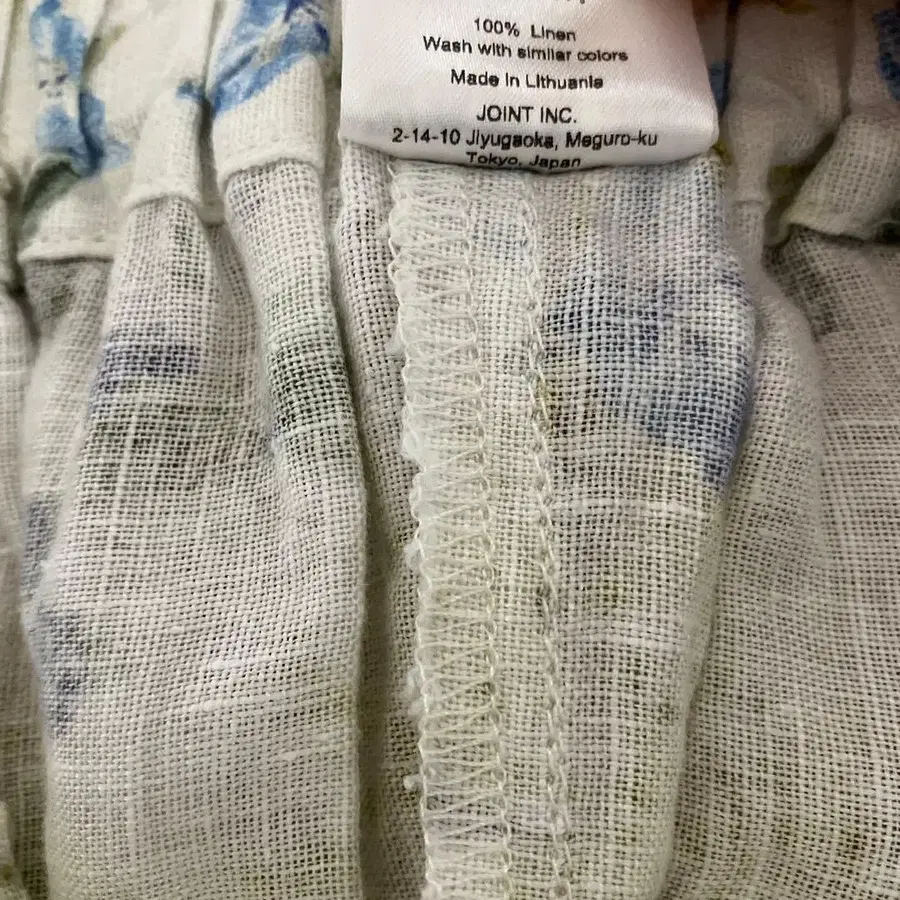 100% Linen
Wash with similar colors
Made in Lithuania
JOINT INC.
2-14-10 Jiyugaoka, Meguro-ku
Tokyo, Japan